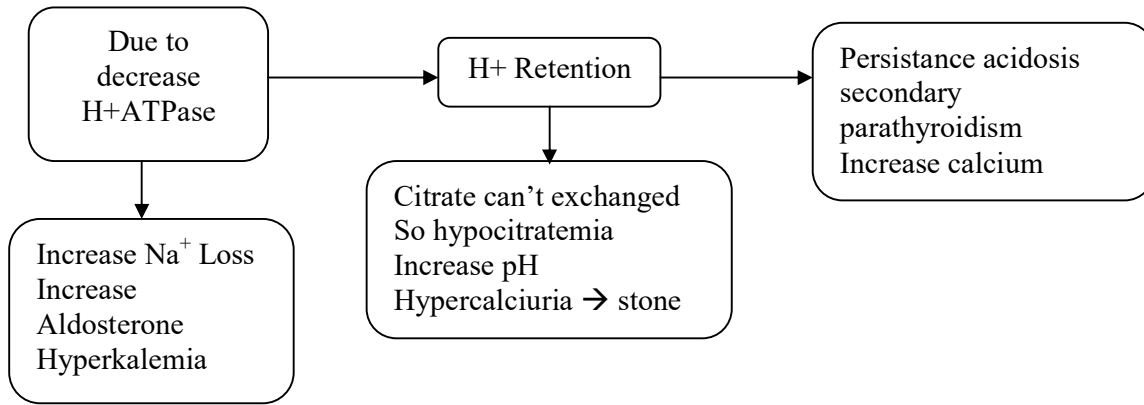 Due to
decrease
H+ATPase
H+ Retention
Persistance acidosis
secondary
parathyroidism
Increase calcium
Citrate can't exchanged
So hypocitratemia
Increase pH
Hypercalciuria → stone
Increase Na⁺ Loss
Increase
Aldosterone
Hyperkalemia